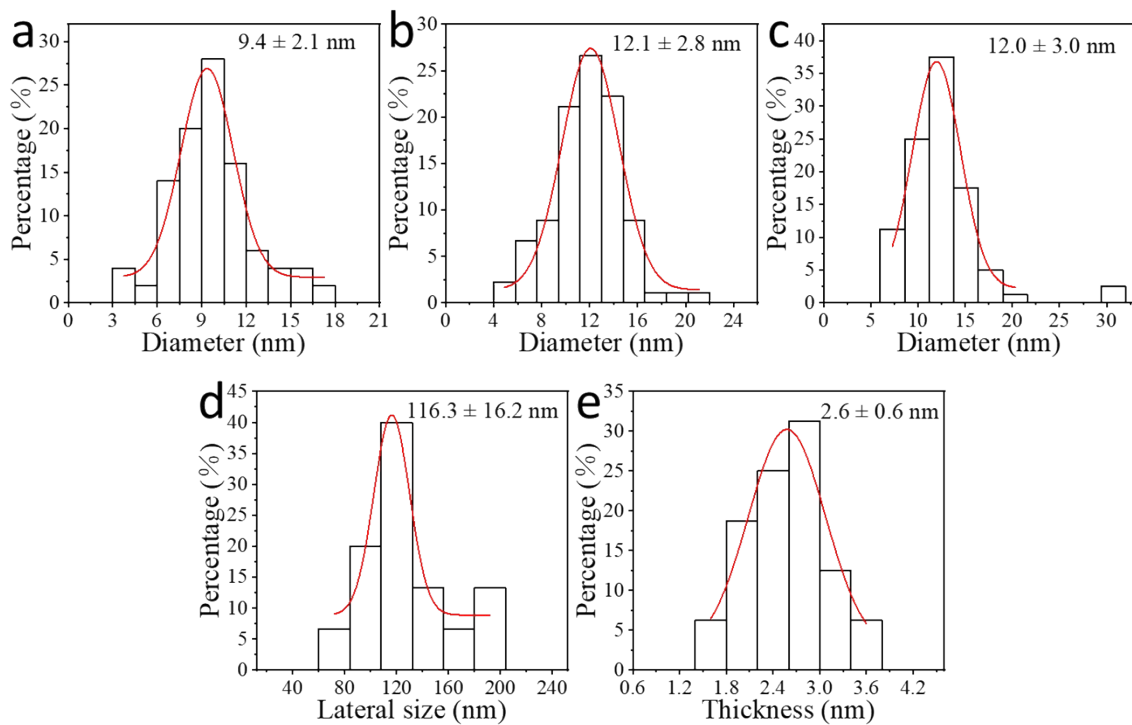 a
9.4 ± 2.1 nm
Percentage (%)
30
25
20
15
10
5
0
0 3 6 9 12 15 18 21
Diameter (nm)
b
12.1 ± 2.8 nm
Percentage (%)
30
25
20
15
10
5
0
0 4 8 12 16 20 24
Diameter (nm)
c
12.0 ± 3.0 nm
Percentage (%)
40
35
30
25
20
15
10
5
0
0 5 10 15 20 25 30
Diameter (nm)
d
116.3 ± 16.2 nm
Percentage (%)
45
40
35
30
25
20
15
10
5
0
40 80 120 160 200 240
Lateral size (nm)
e
2.6 ± 0.6 nm
Percentage (%)
35
30
25
20
15
10
5
0
0.6 1.2 1.8 2.4 3.0 3.6 4.2
Thickness (nm)